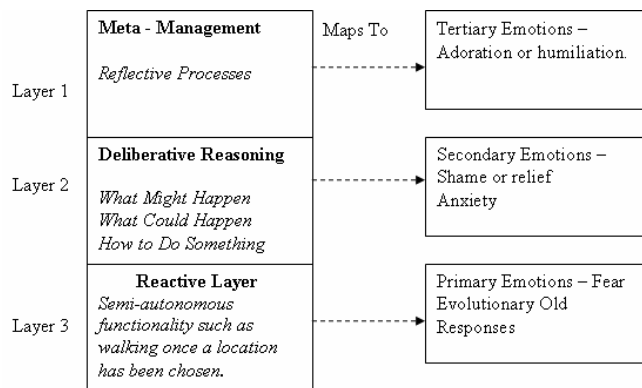 Meta - Management
Maps To
Tertiary Emotions –
Adoration or humiliation.
Reflective Processes
Layer 1
Deliberative Reasoning
Secondary Emotions –
Shame or relief
Anxiety
Layer 2
What Might Happen
What Could Happen
How to Do Something
Reactive Layer
Primary Emotions – Fear
Evolutionary Old
Responses
Layer 3
Semi-autonomous
functionality such as
walking once a location
has been chosen.